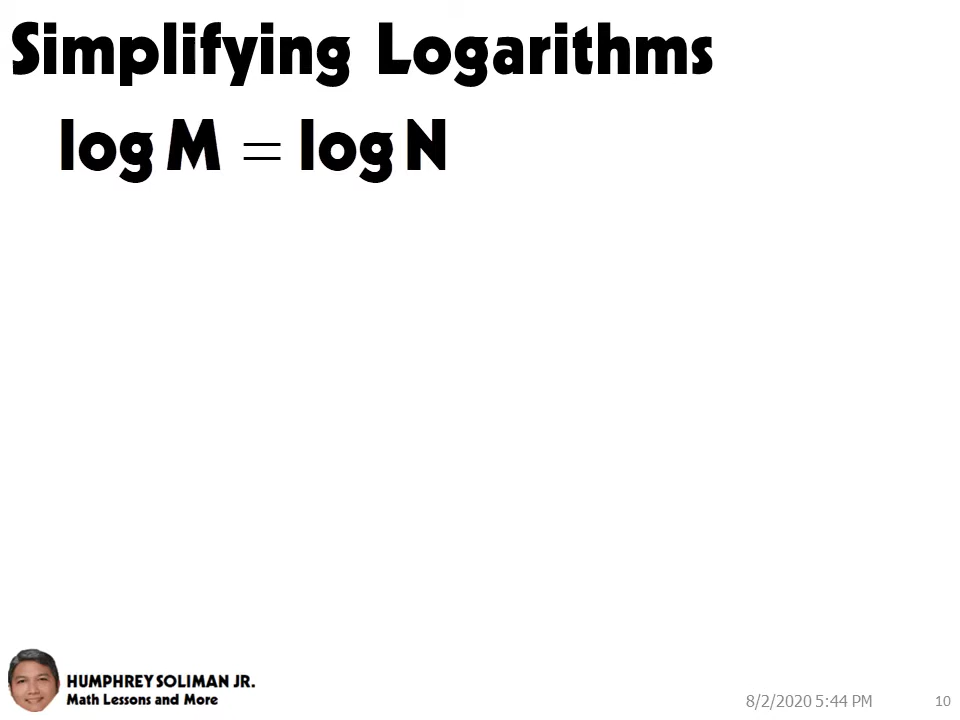 Simplifying Logarithms
log M = log N
HUMPHREY SOLIMAN JR.
Math Lessons and More
8/2/2020 5:44 PM
10